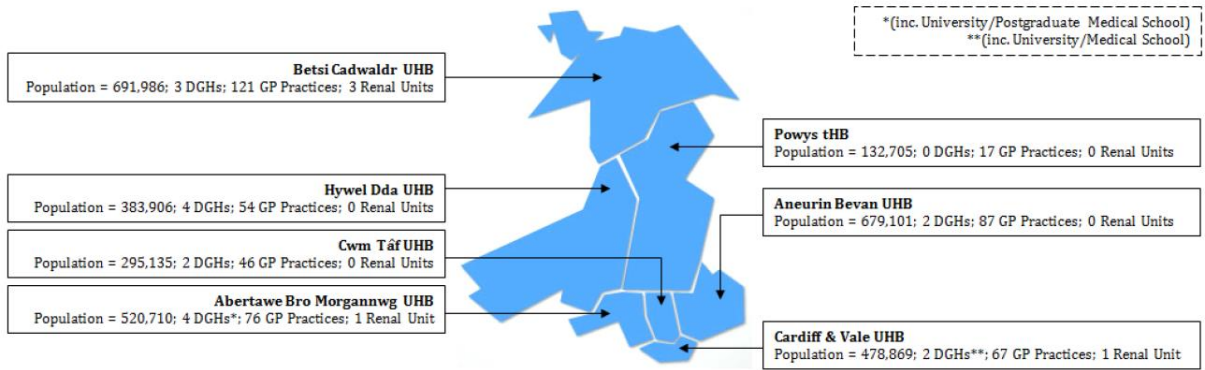 *(inc. University/Postgraduate Medical School)
**(inc. University/Medical School)
Betsi Cadwaldr UHB
Population = 691,986; 3 DGHs; 121 GP Practices; 3 Renal Units
Powys tHB
Population = 132,705; 0 DGHs; 17 GP Practices; 0 Renal Units
Hywel Dda UHB
Population = 383,906; 4 DGHs; 54 GP Practices; 0 Renal Units
Aneurin Bevan UHB
Population = 679,101; 2 DGHs; 87 GP Practices; 0 Renal Units
Cwm Tâf UHB
Population = 295,135; 2 DGHs; 46 GP Practices; 0 Renal Units
Abertawe Bro Morgannwg UHB
Population = 520,710; 4 DGHs*; 76 GP Practices; 1 Renal Unit
Cardiff & Vale UHB
Population = 478,869; 2 DGHs**; 67 GP Practices; 1 Renal Unit